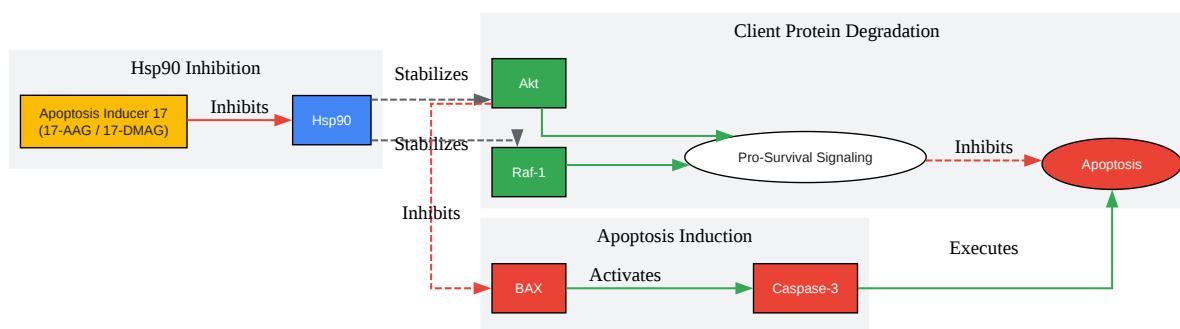 Client Protein Degradation
Hsp90 Inhibition
Stabilizes
Akt
Apoptosis Inducer 17
(17-AAG / 17-DMAG)
Inhibits
Hsp90
Stabilizes
Raf-1
Pro-Survival Signaling
Inhibits
Apoptosis
Inhibits
Apoptosis Induction
BAX
Activates
Caspase-3
Executes